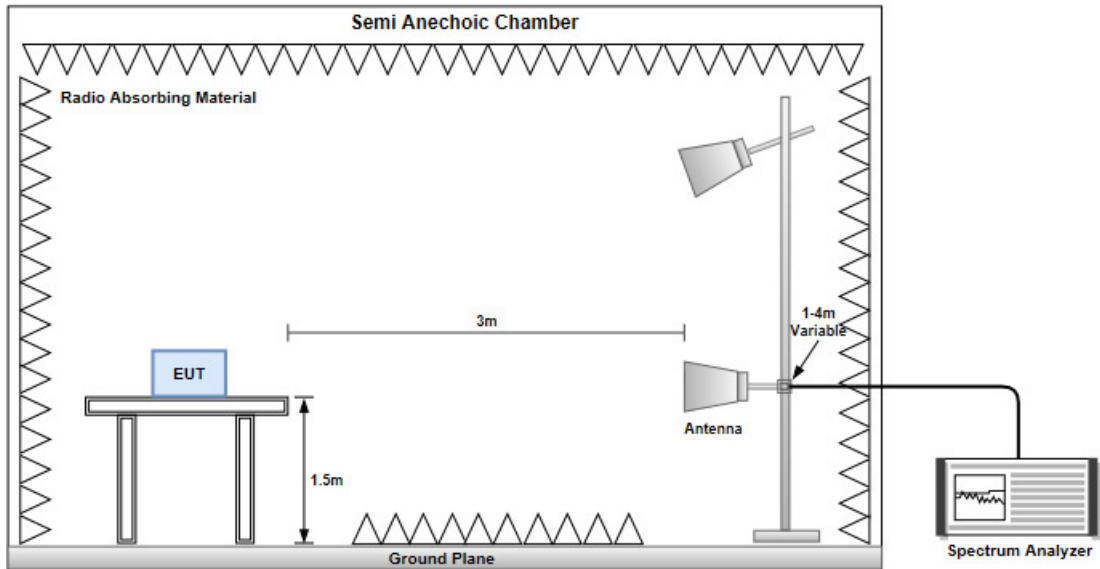 Semi Anechoic Chamber
Radio Absorbing Material
3m
1-4m
Variable
EUT
Antenna
1.5m
Ground Plane
Spectrum Analyzer